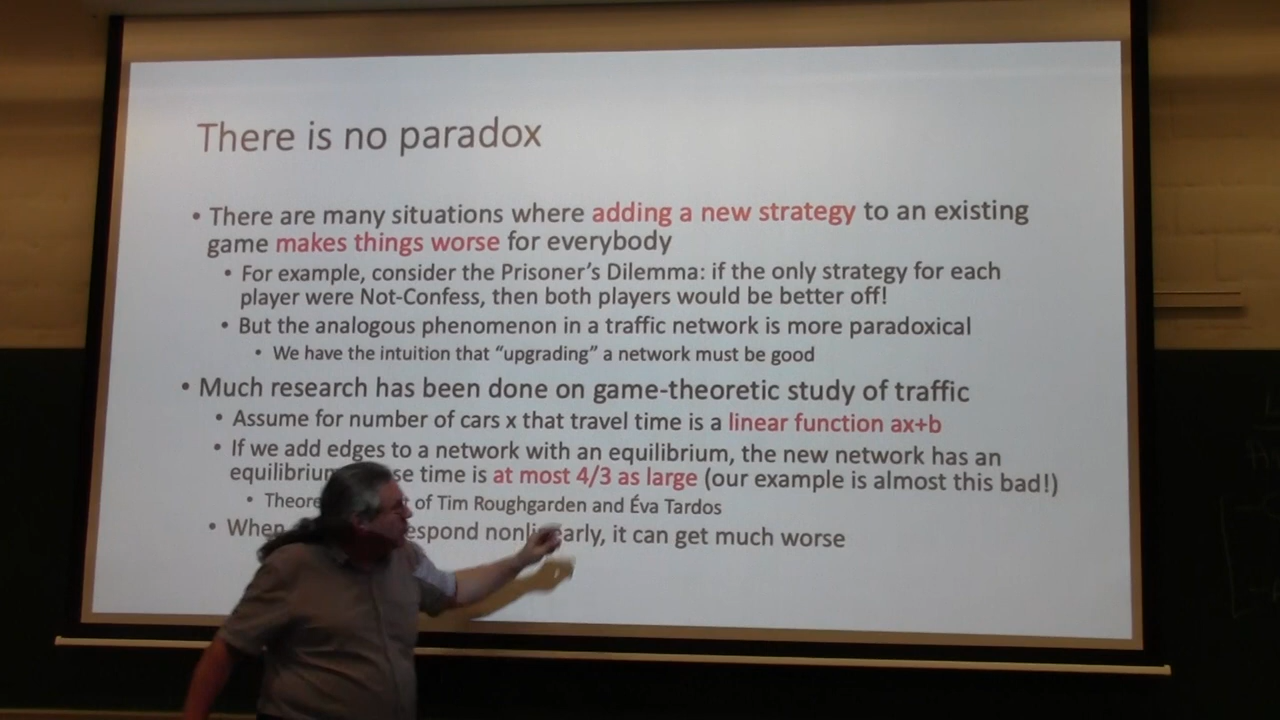 There is no paradox
• There are many situations where adding a new strategy to an existing
game makes things worse for everybody
• For example, consider the Prisoner's Dilemma: if the only strategy for each
player were Not-Confess, then both players would be better off!
• But the analogous phenomenon in a traffic network is more paradoxical
• We have the intuition that "upgrading" a network must be good
• Much research has been done on game-theoretic study of traffic
• Assume for number of cars x that travel time is a linear function ax+b
• If we add edges to a network with an equilibrium, the new network has an
time is at most 4/3 as large (our example is almost this bad!)
• of Tim Roughgarden and Éva Tardos
• When it can get much worse